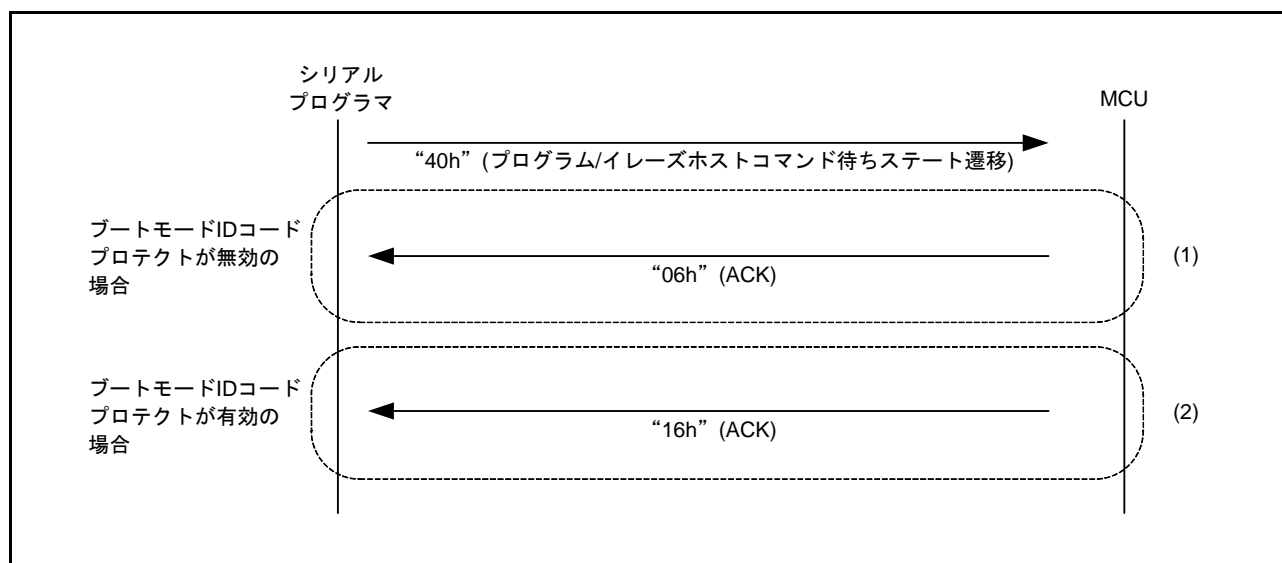 シリアル
プログラマ
MCU
“40h” (プログラム/イレーズホストコマンド待ちステート遷移)
ブートモードIDコード
プロテクトが無効の
場合
“06h” (ACK)
(1)
ブートモードIDコード
プロテクトが有効の
場合
“16h” (ACK)
(2)